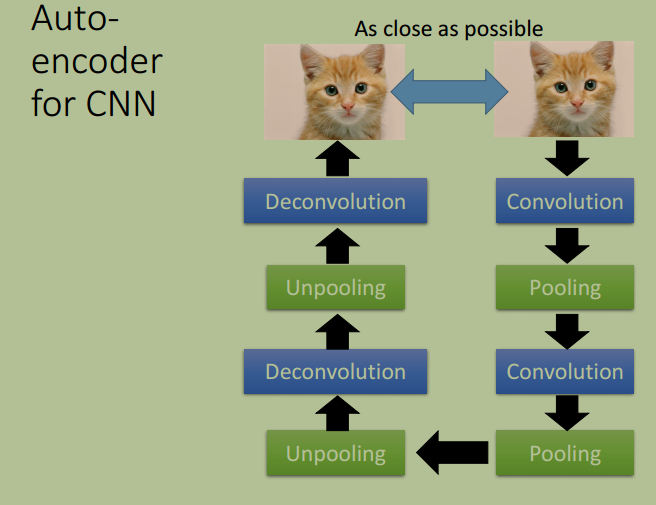 Auto-
encoder
for CNN
As close as possible
Deconvolution
Convolution
Unpooling
Pooling
Deconvolution
Convolution
Unpooling
Pooling